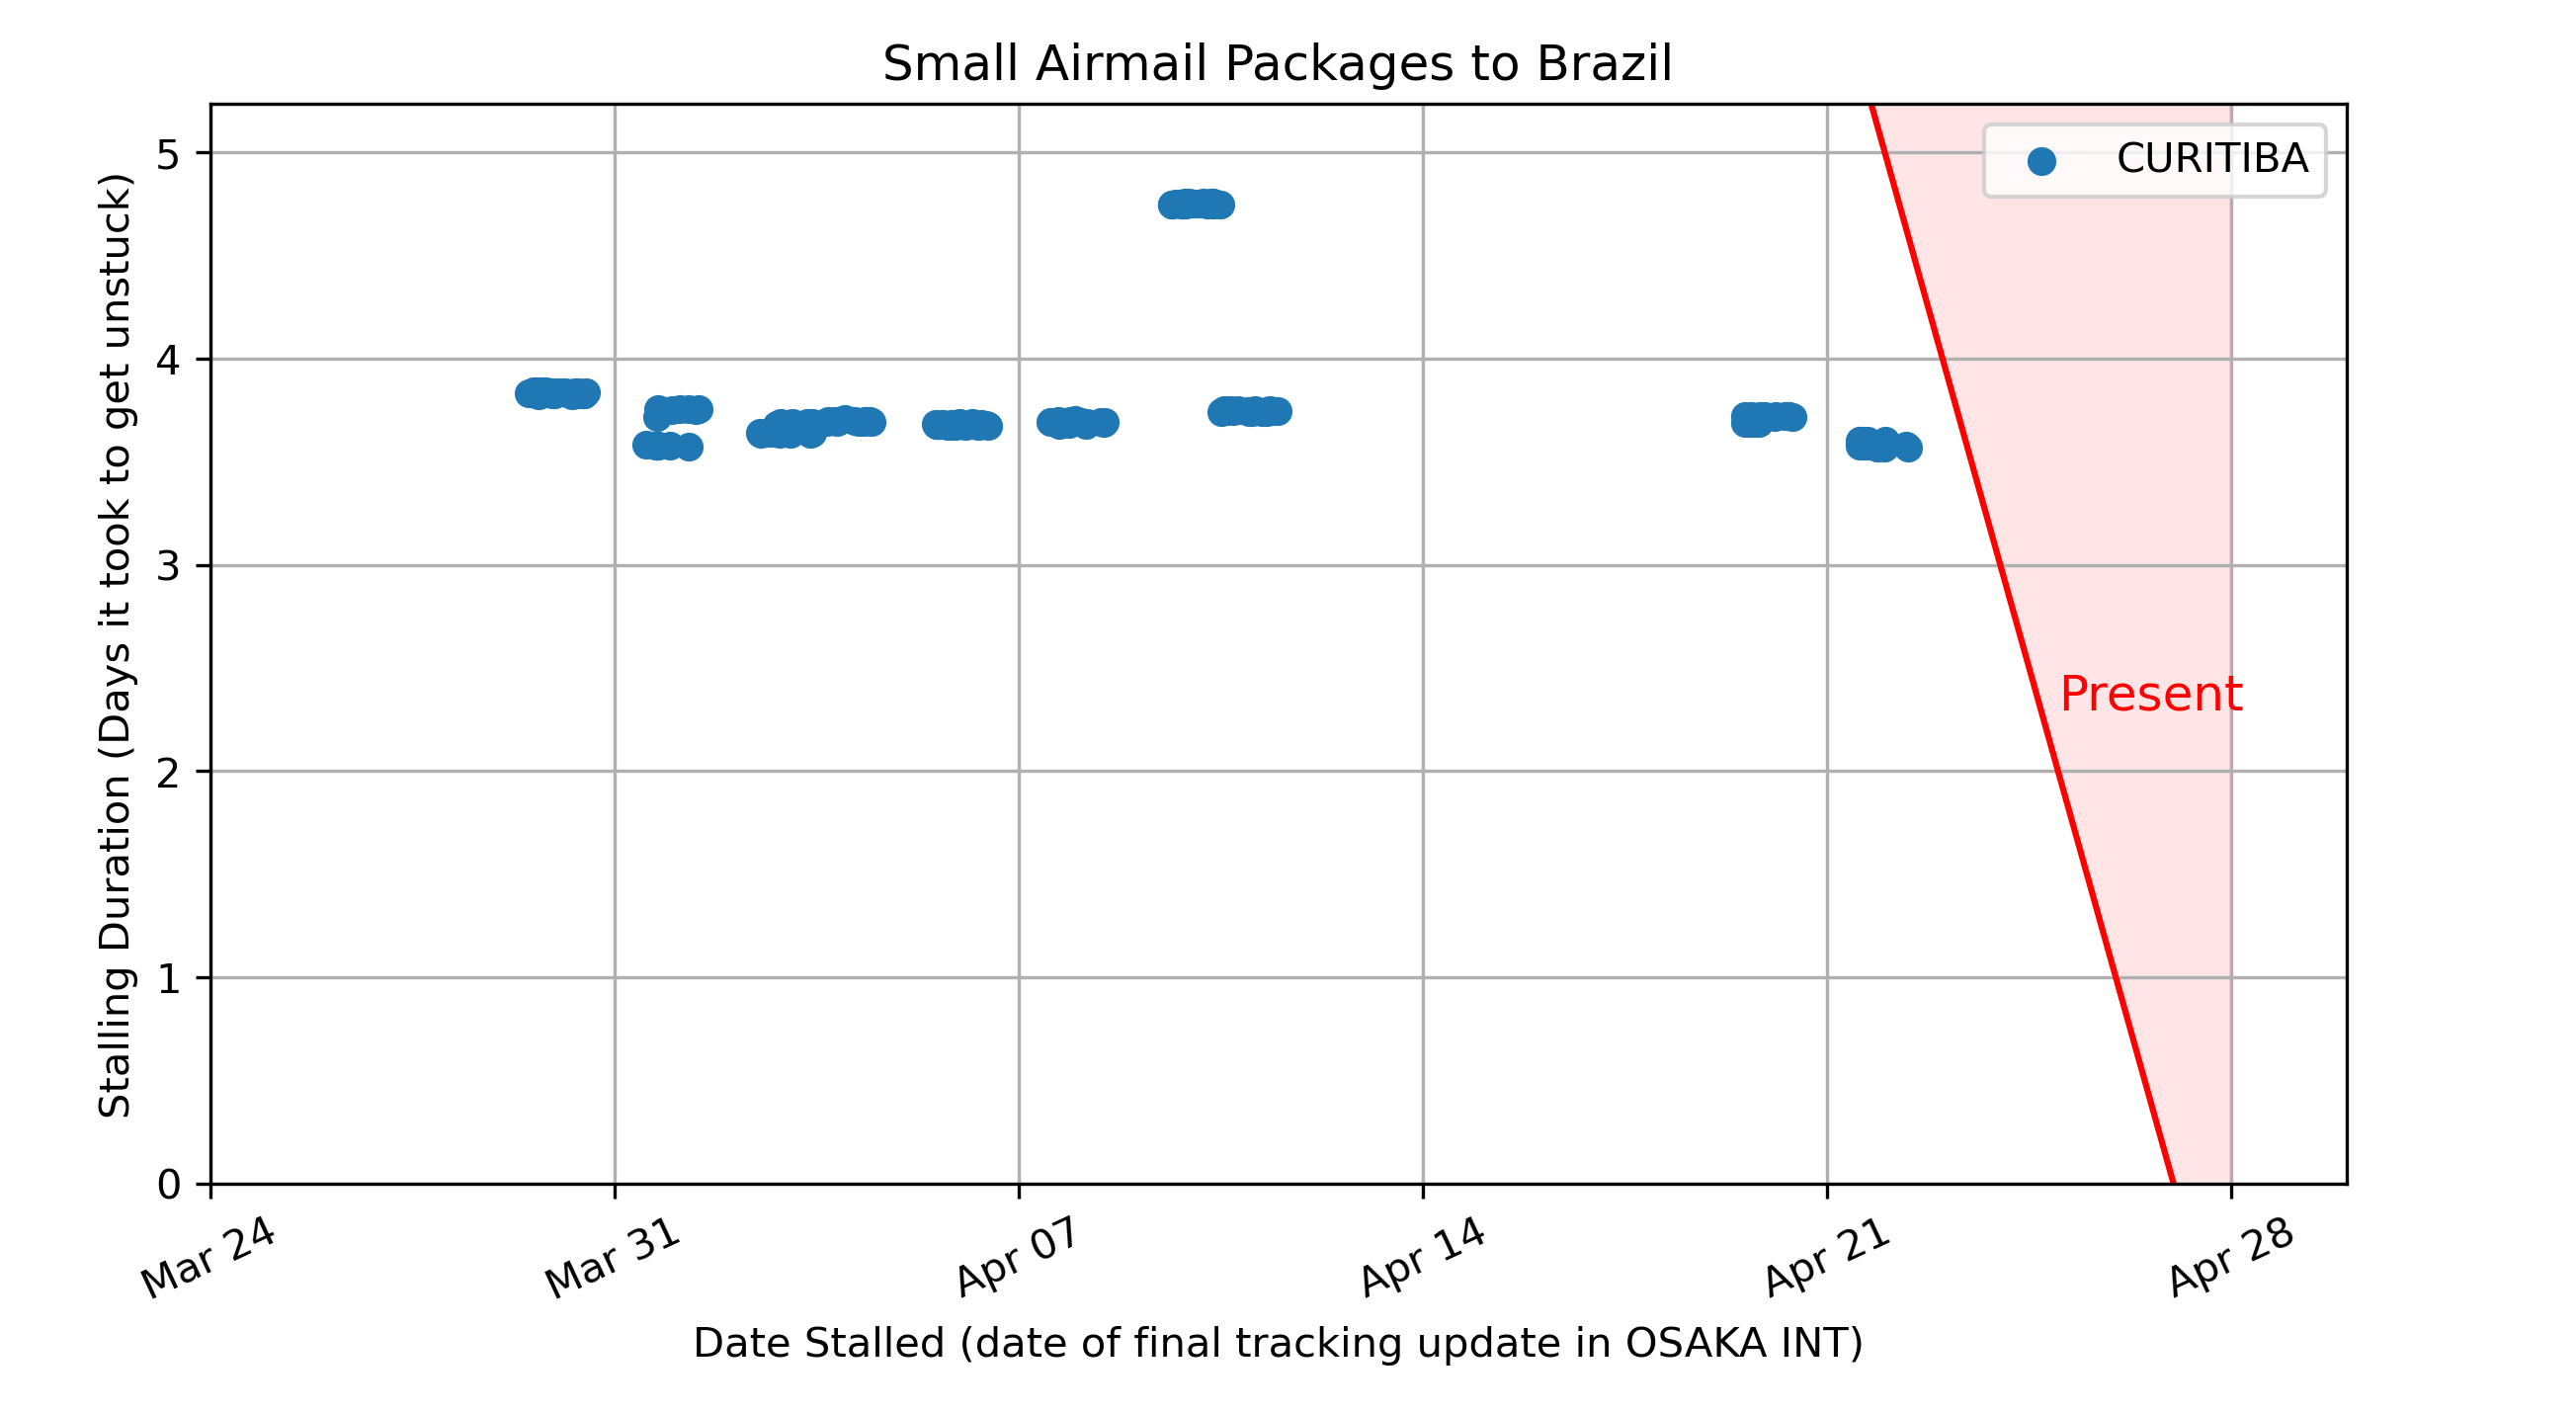 Small Airmail Packages to Brazil
Stalling Duration (Days it took to get unstuck)
5
4
3
2
1
0
CURITIBA
Present
Mar 24
Mar 31
Apr 07
Apr 14
Apr 21
Apr 28
Date Stalled (date of final tracking update in OSAKA INT)